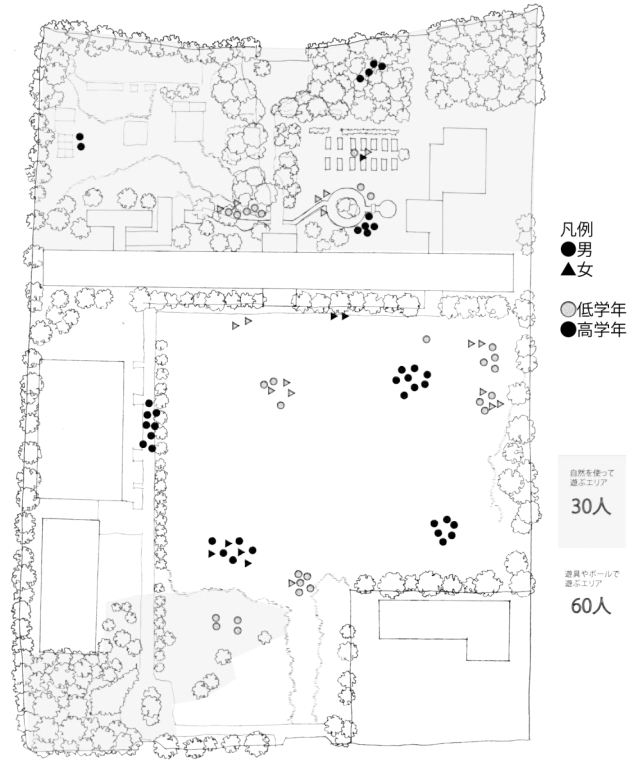 凡例
●男
▲女
●低学年
●高学年
自然を使って
遊ぶエリア
30人
遊具やボールで
遊ぶエリア
60人